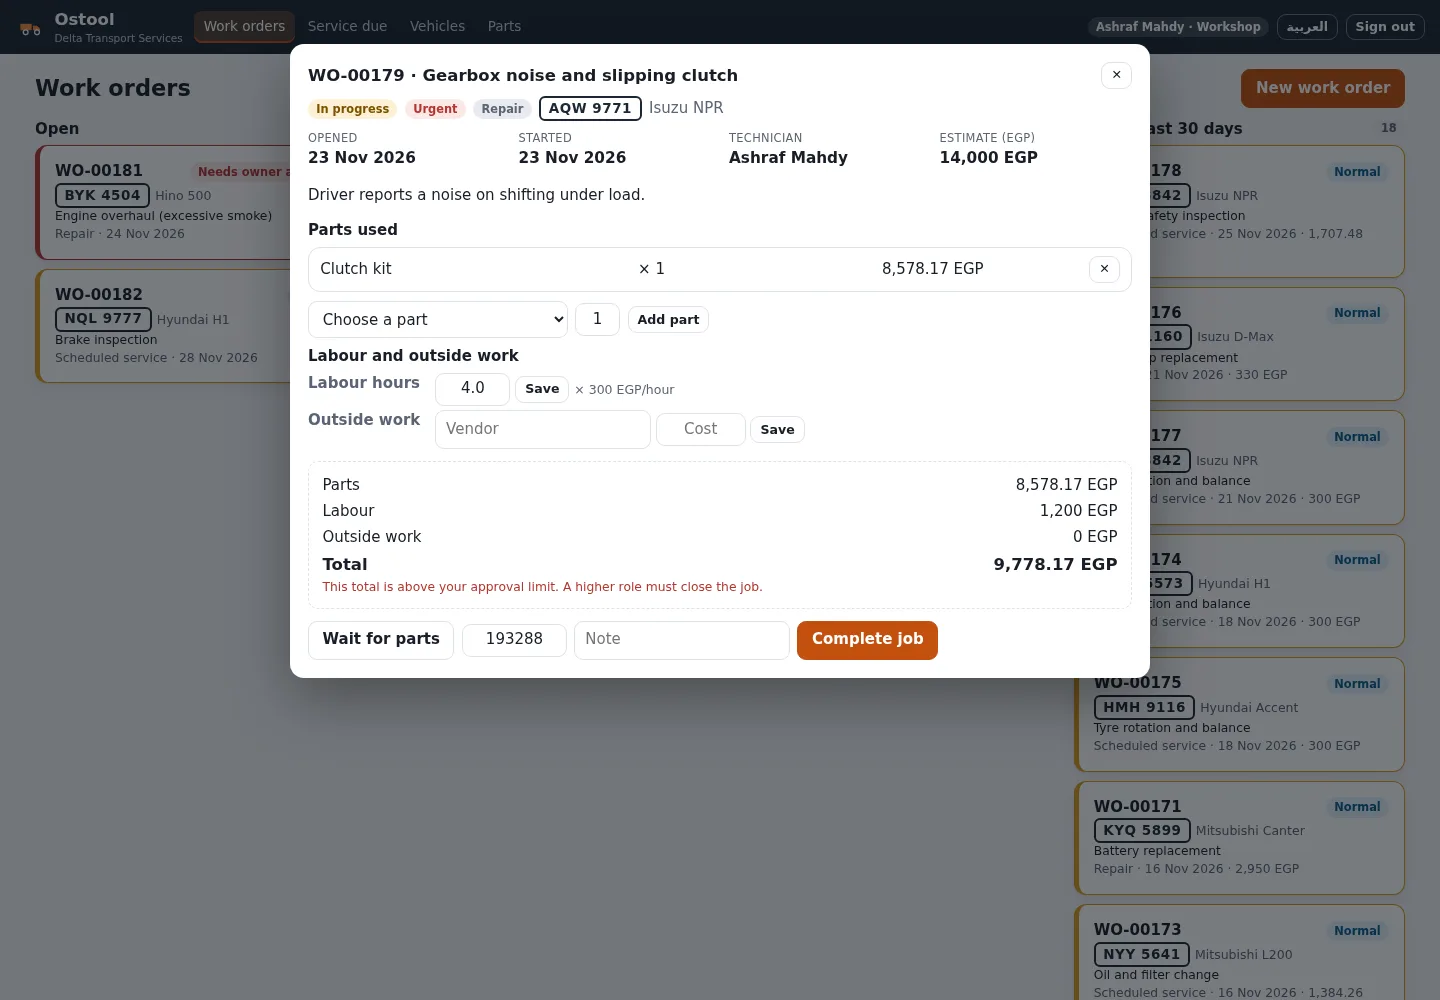 Ostool
Delta Transport Services
Work orders
Service due
Vehicles
Parts
Ashraf Mahdy · Workshop
العربية
Sign out
Work orders
New work order
Open
WO-00181
Needs owner
BYK 4504 Hino 500
Engine overhaul (excessive smoke)
Repair · 24 Nov 2026
WO-00182
NQL 9777 Hyundai H1
Brake inspection
Scheduled service · 28 Nov 2026
WO-00179 · Gearbox noise and slipping clutch
✕
In progress Urgent Repair AQW 9771 Isuzu NPR
OPENED
23 Nov 2026
STARTED
23 Nov 2026
TECHNICIAN
Ashraf Mahdy
ESTIMATE (EGP)
14,000 EGP
Driver reports a noise on shifting under load.
Parts used
Clutch kit × 1 8,578.17 EGP ✕
Choose a part 1 Add part
Labour and outside work
Labour hours 4.0 Save × 300 EGP/hour
Outside work Vendor Cost Save
Parts 8,578.17 EGP
Labour 1,200 EGP
Outside work 0 EGP
Total 9,778.17 EGP
This total is above your approval limit. A higher role must close the job.
Wait for parts 193288 Note Complete job
30 days 18
178 Normal
842 Isuzu NPR
inspection
service · 25 Nov 2026 · 1,707.48
176 Normal
1160 Isuzu D-Max
replacement
21 Nov 2026 · 330 EGP
177 Normal
842 Isuzu NPR
and balance
service · 21 Nov 2026 · 300 EGP
174 Normal
5573 Hyundai H1
and balance
service · 18 Nov 2026 · 300 EGP
WO-00175 Normal
HMH 9116 Hyundai Accent
Tyre rotation and balance
Scheduled service · 18 Nov 2026 · 300 EGP
WO-00171 Normal
KYQ 5899 Mitsubishi Canter
Battery replacement
Repair · 16 Nov 2026 · 2,950 EGP
WO-00173 Normal
NYY 5641 Mitsubishi L200
Oil and filter change
Scheduled service · 16 Nov 2026 · 1,384.26